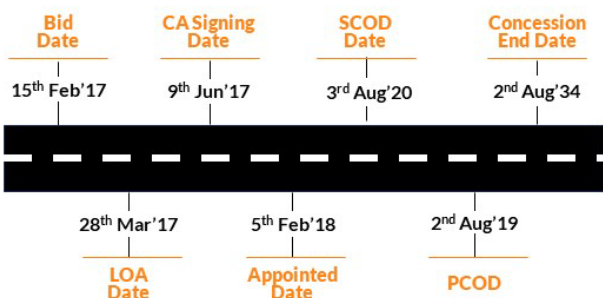 Bid
Date
CA Signing
Date
SCOD
Date
Concession
End Date
15th Feb'17
9th Jun'17
3rd Aug'20
2nd Aug'34
28th Mar'17
5th Feb'18
2nd Aug'19
LOA
Date
Appointed
Date
PCOD